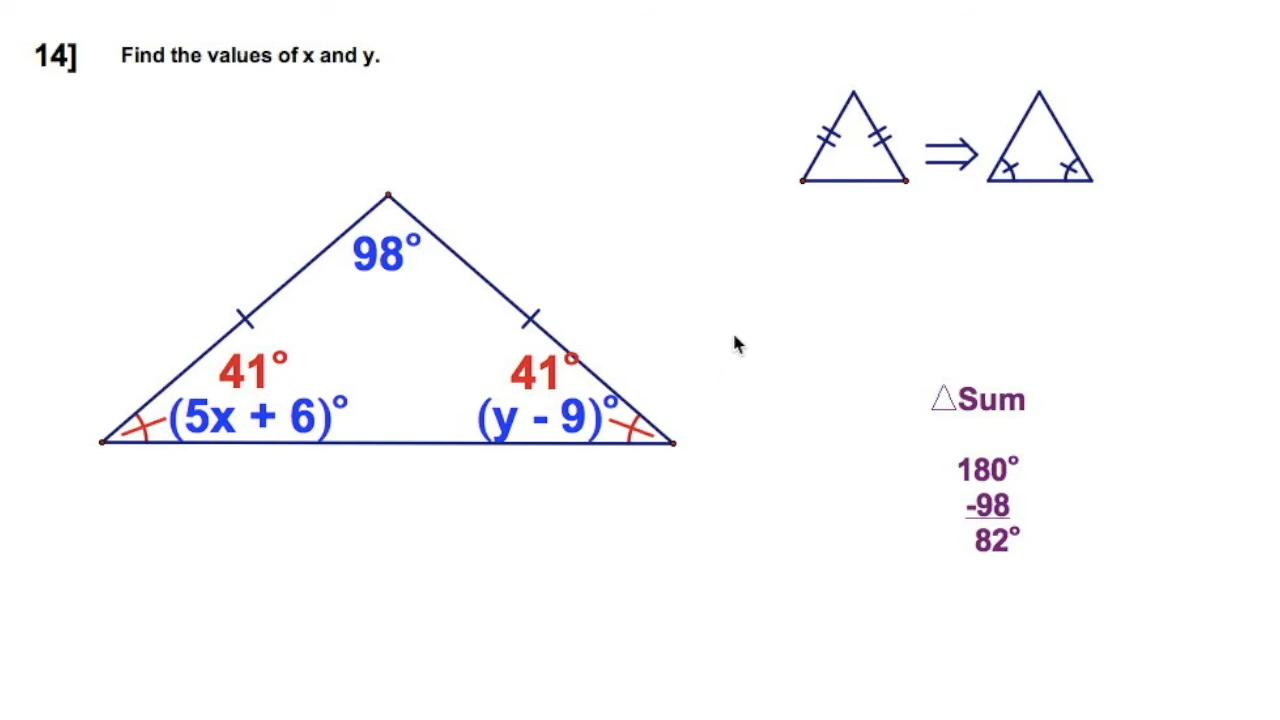 14] Find the values of x and y.
98°
41° 41°
(5x + 6)° (y - 9)°
△Sum
180°
-98
82°